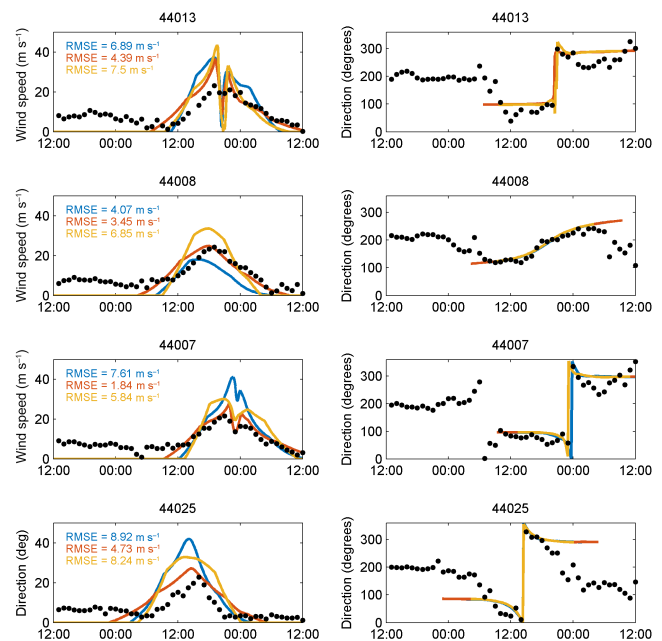 44013
Wind speed (m s⁻¹)
RMSE = 6.89 m s⁻¹
RMSE = 4.39 m s⁻¹
RMSE = 7.5 m s⁻¹
40
20
0
12:00 00:00 12:00 00:00 12:00
44013
Direction (degrees)
300
200
100
0
12:00 00:00 12:00 00:00 12:00
44008
Wind speed (m s⁻¹)
RMSE = 4.07 m s⁻¹
RMSE = 3.45 m s⁻¹
RMSE = 6.85 m s⁻¹
40
20
0
12:00 00:00 12:00 00:00 12:00
44008
Direction (degrees)
300
200
100
0
12:00 00:00 12:00 00:00 12:00
44007
Wind speed (m s⁻¹)
RMSE = 7.61 m s⁻¹
RMSE = 1.84 m s⁻¹
RMSE = 5.84 m s⁻¹
40
20
0
12:00 00:00 12:00 00:00 12:00
44007
Direction (degrees)
300
200
100
0
12:00 00:00 12:00 00:00 12:00
44025
Direction (deg)
RMSE = 8.92 m s⁻¹
RMSE = 4.73 m s⁻¹
RMSE = 8.24 m s⁻¹
40
20
0
12:00 00:00 12:00 00:00 12:00
44025
Direction (degrees)
300
200
100
0
12:00 00:00 12:00 00:00 12:00